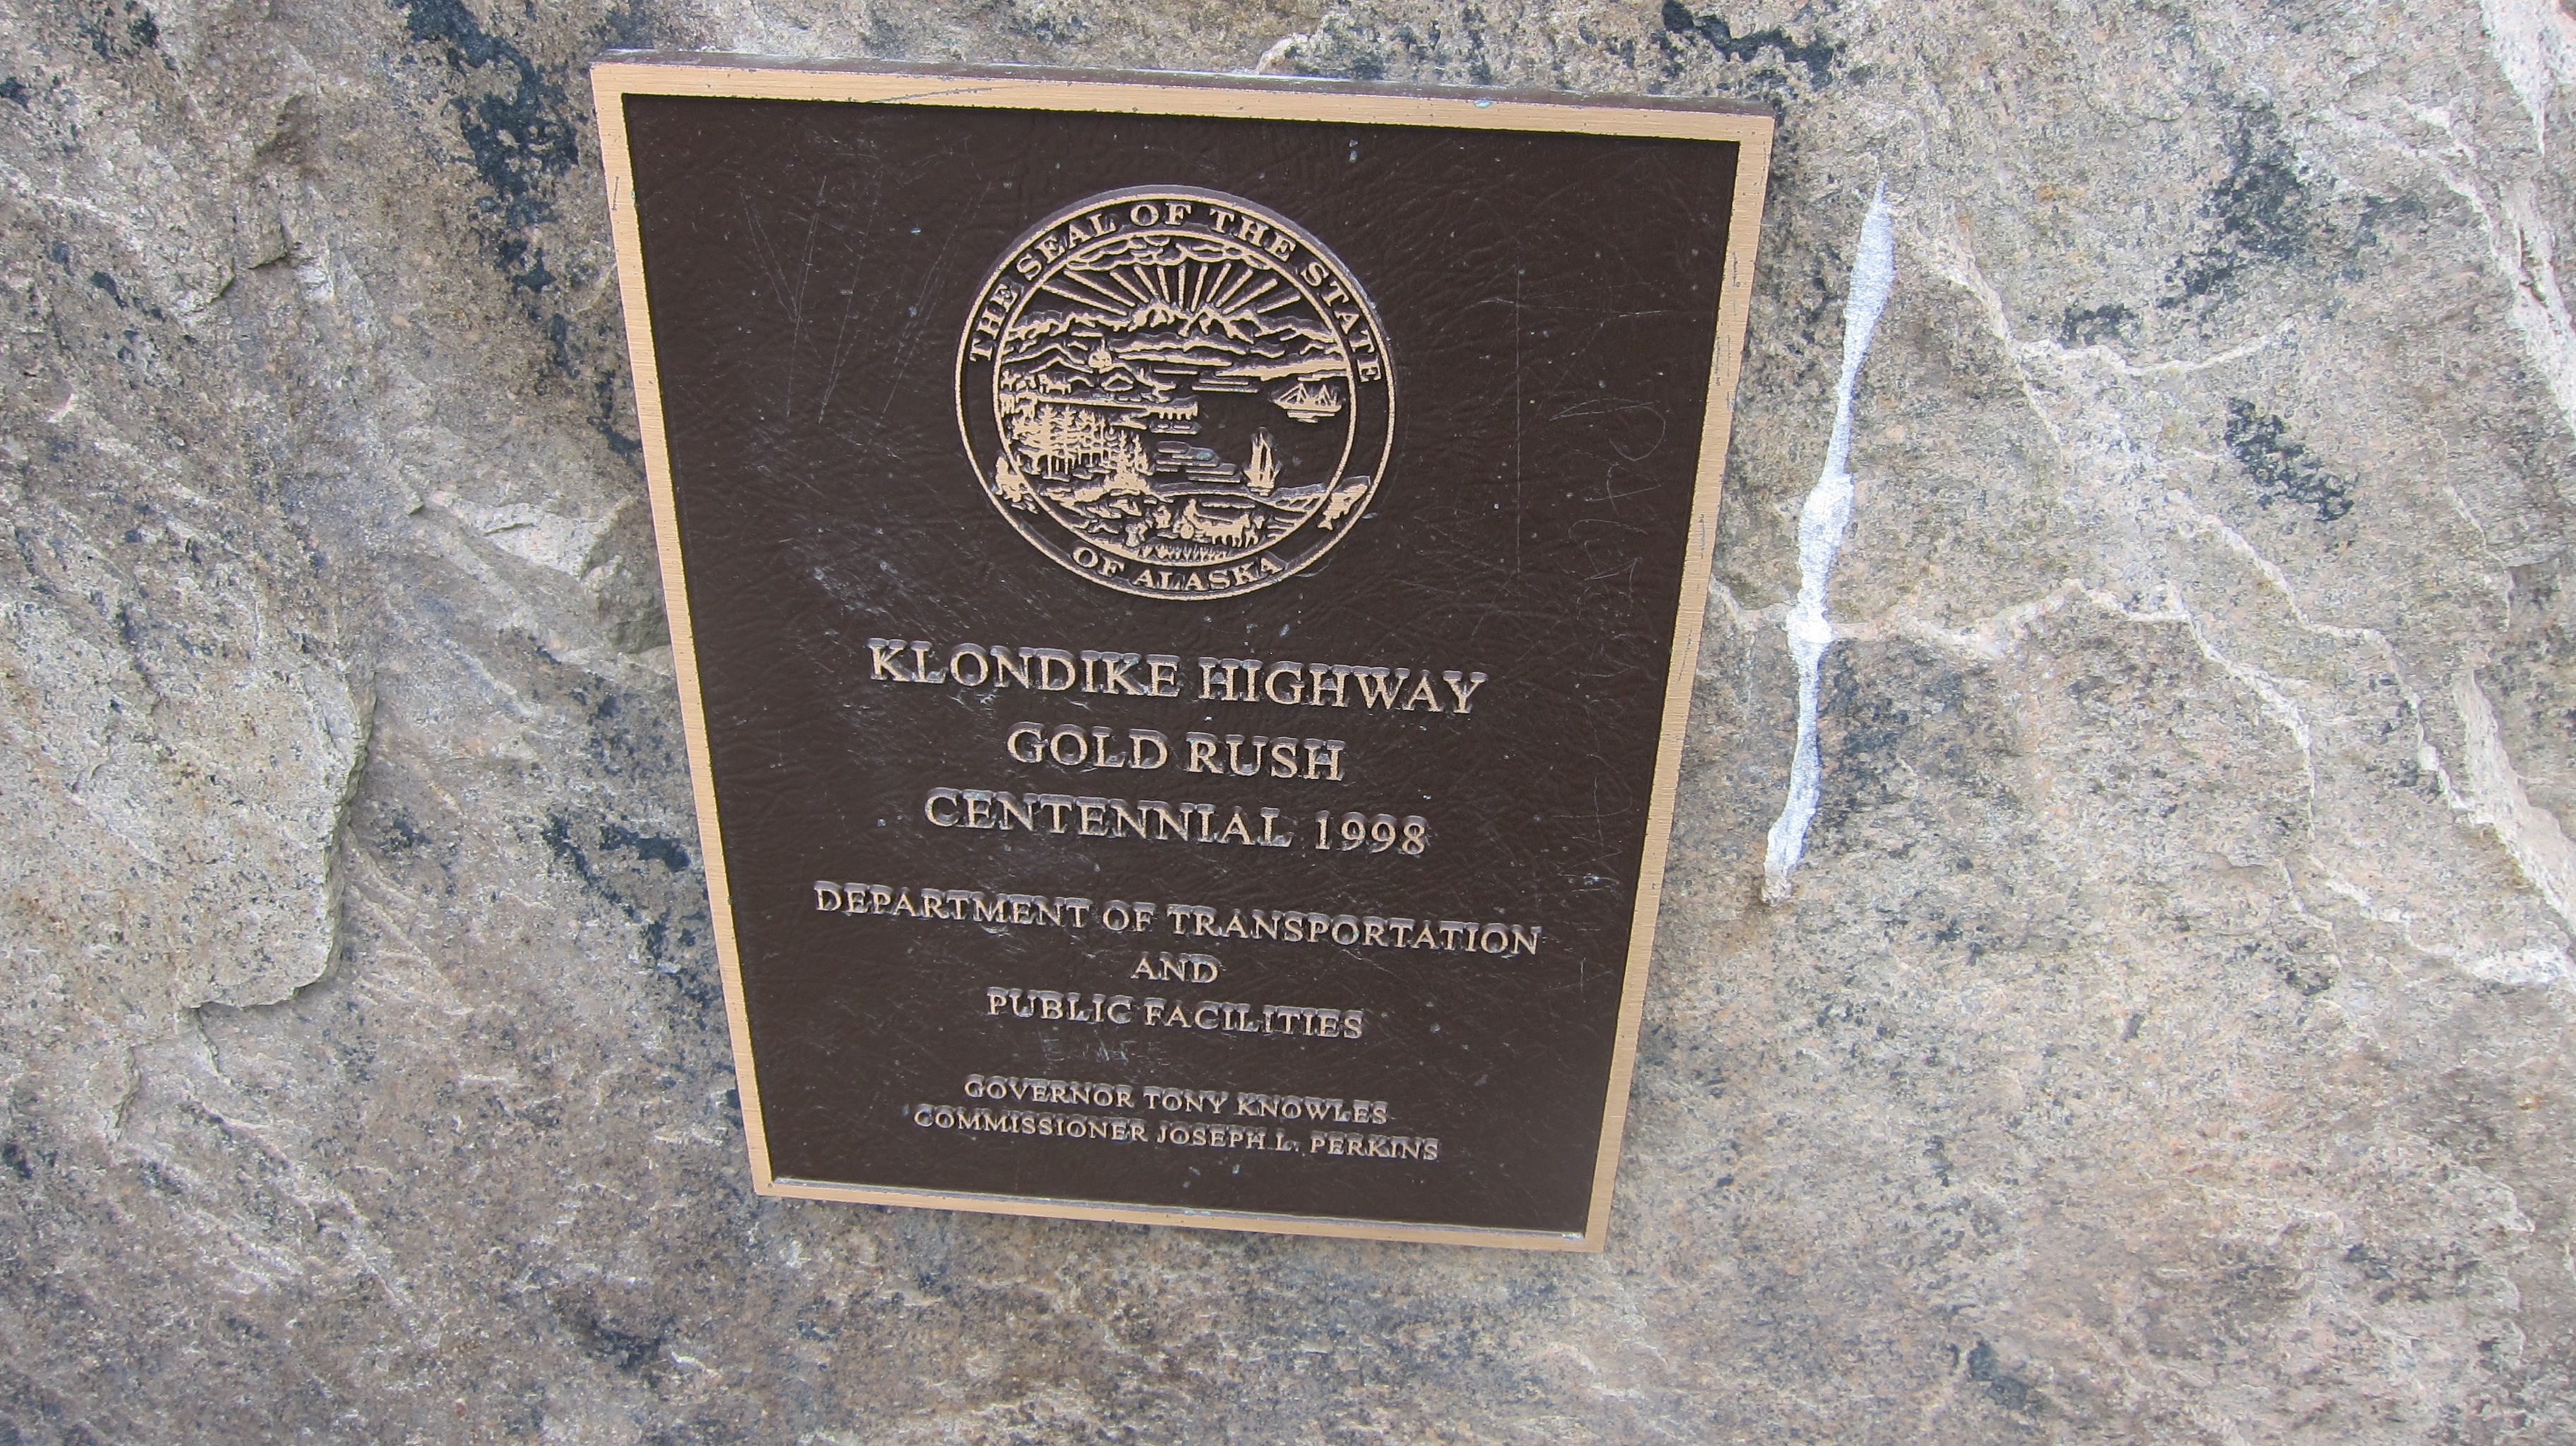 THE SEAL OF THE STATE
OF ALASKA
KLONDIKE HIGHWAY
GOLD RUSH
CENTENNIAL 1998
DEPARTMENT OF TRANSPORTATION
AND
PUBLIC FACILITIES
GOVERNOR TONY KNOWLES
COMMISSIONER JOSEPH L. PERKINS